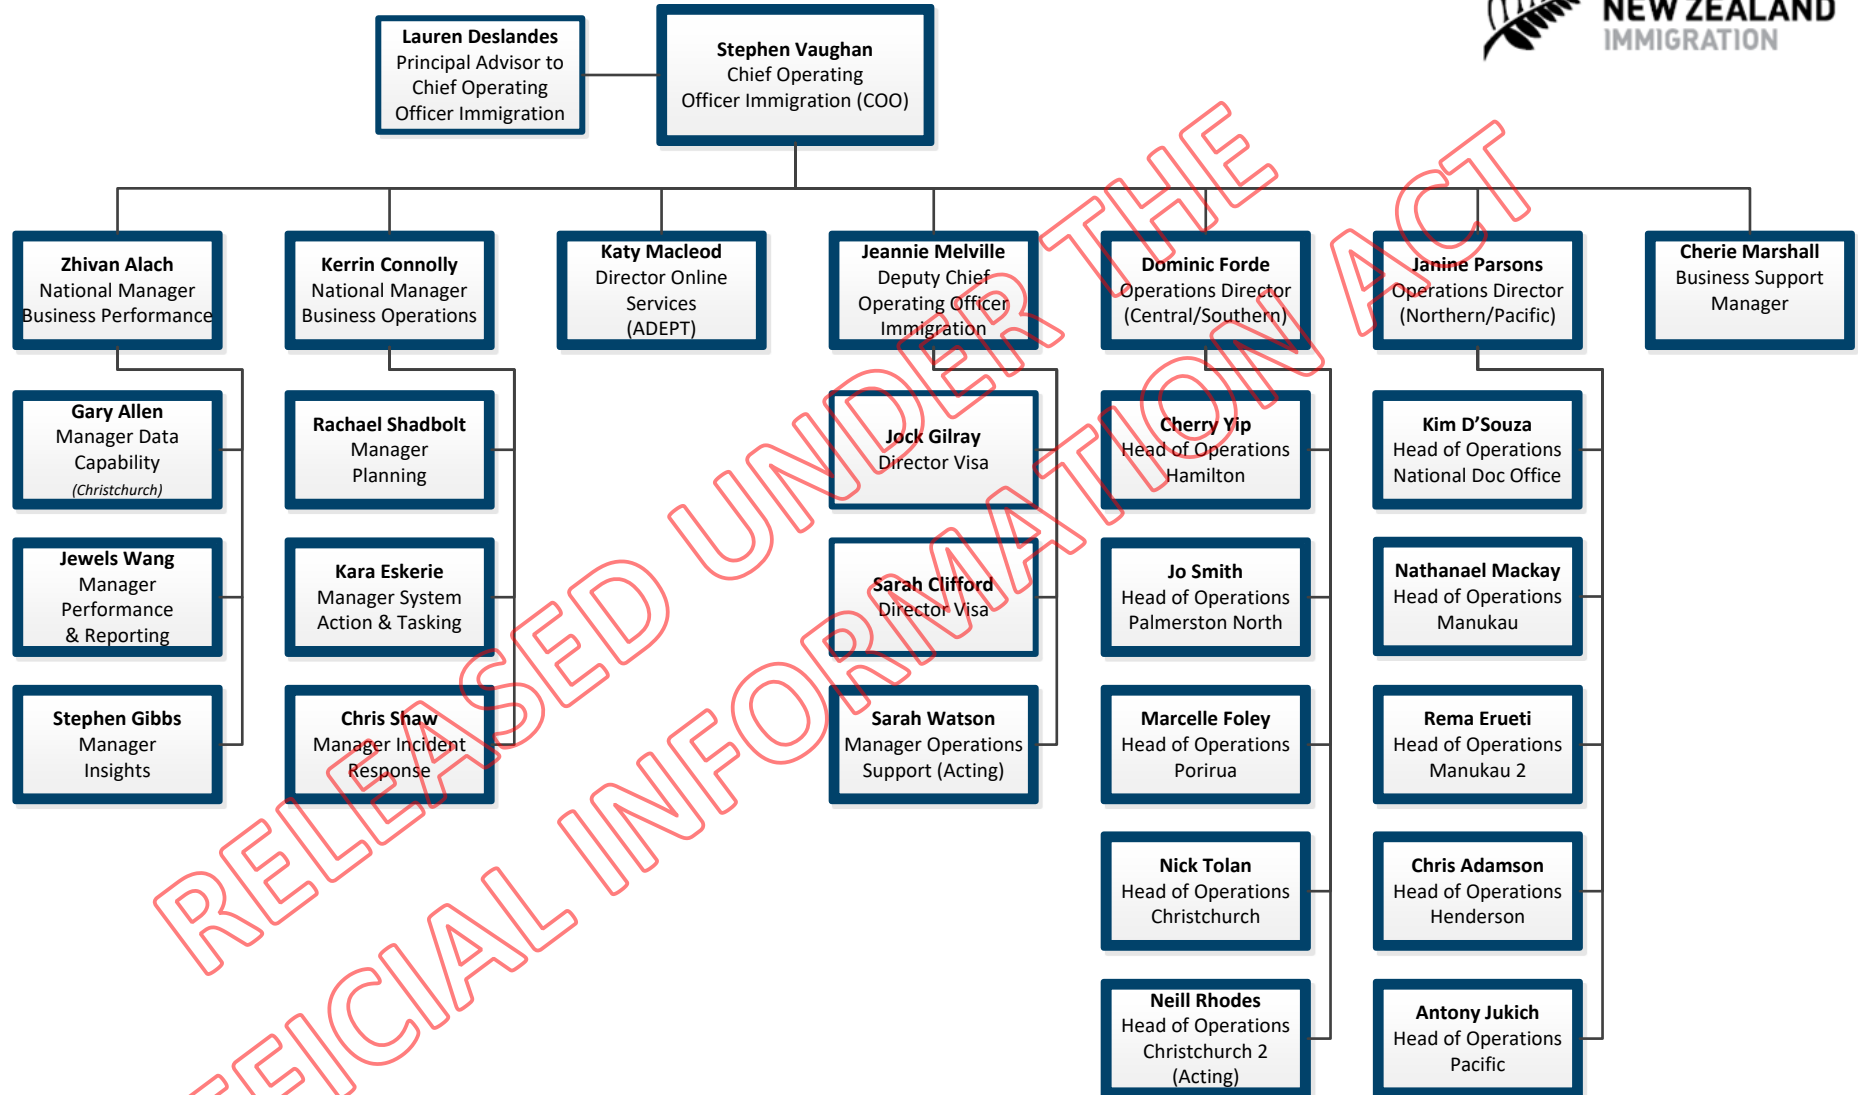 NEW ZEALAND
IMMIGRATION
Lauren Deslandes
Principal Advisor to
Chief Operating
Officer Immigration
Stephen Vaughan
Chief Operating
Officer Immigration (COO)
Zhivan Alach
National Manager
Business Performance
Kerrin Connolly
National Manager
Business Operations
Katy Macleod
Director Online
Services
(ADEPT)
Jeannie Melville
Deputy Chief
Operating Officer
Immigration
Dominic Forde
Operations Director
(Central/Southern)
Janine Parsons
Operations Director
(Northern/Pacific)
Cherie Marshall
Business Support
Manager
Gary Allen
Manager Data
Capability
(Christchurch)
Jewels Wang
Manager
Performance
& Reporting
Stephen Gibbs
Manager
Insights
Rachael Shadbolt
Manager
Planning
Kara Eskerie
Manager System
Action & Tasking
Chris Shaw
Manager Incident
Response
Jock Gilray
Director Visa
Sarah Clifford
Director Visa
Sarah Watson
Manager Operations
Support (Acting)
Cherry Yip
Head of Operations
Hamilton
Jo Smith
Head of Operations
Palmerston North
Marcelle Foley
Head of Operations
Porirua
Nick Tolan
Head of Operations
Christchurch
Neill Rhodes
Head of Operations
Christchurch 2
(Acting)
Kim D’Souza
Head of Operations
National Doc Office
Nathanael Mackay
Head of Operations
Manukau
Rema Erueti
Head of Operations
Manukau 2
Chris Adamson
Head of Operations
Henderson
Antony Jukich
Head of Operations
Pacific
RELEASED UNDER THE
OFFICIAL INFORMATION ACT